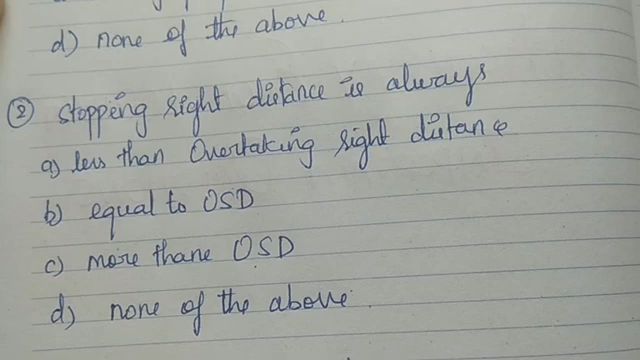 d) none of the above.
② Stopping sight distance is always
a) less than Overtaking sight distance
b) equal to OSD
c) more thane OSD
d) none of the above.